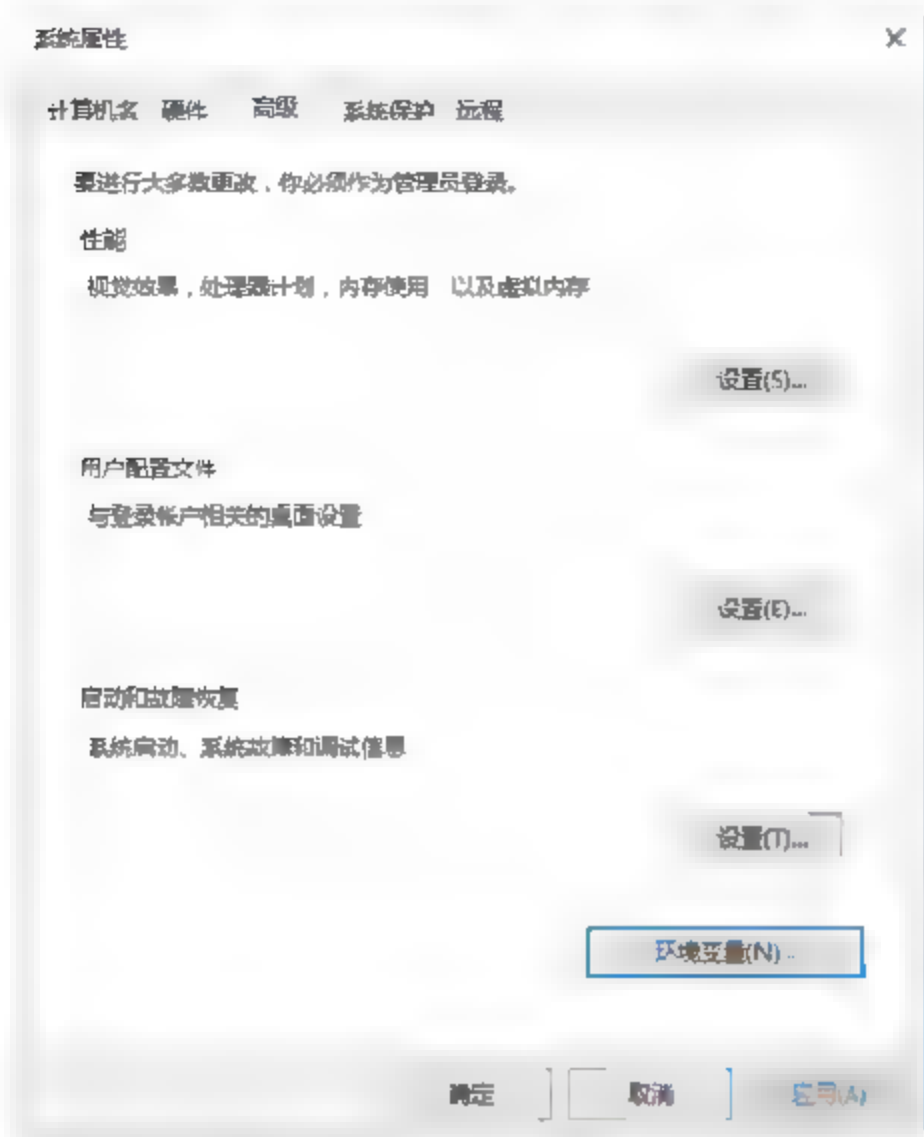 系统属性
计算机名 硬件 高级 系统保护 远程
要进行大多数更改，你必须作为管理员登录。
性能
视觉效果，处理器计划，内存使用 以及虚拟内存
设置(S)...
用户配置文件
与登录帐户相关的桌面设置
设置(E)...
启动和故障恢复
系统启动、系统故障和调试信息
设置(T)...
环境变量(N)...
确定 取消 应用(A)